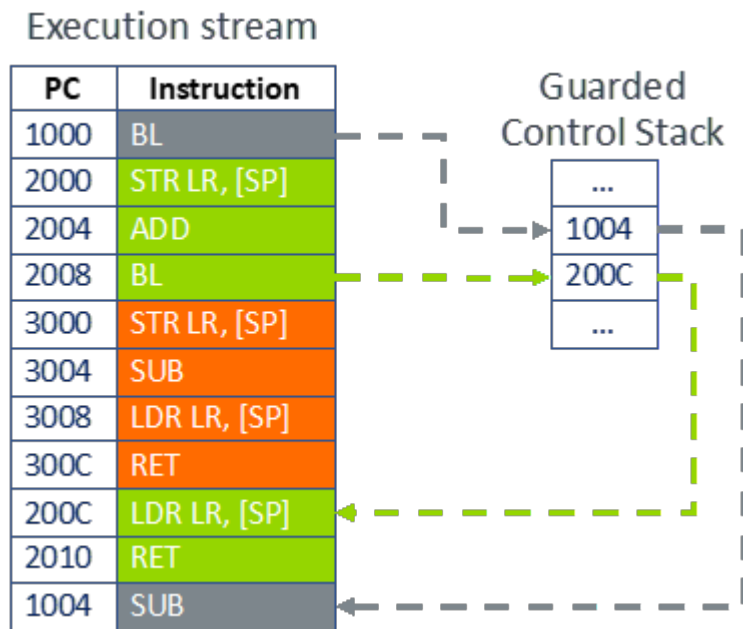 Execution stream
PC Instruction
1000 BL
2000 STR LR, [SP]
2004 ADD
2008 BL
3000 STR LR, [SP]
3004 SUB
3008 LDR LR, [SP]
300C RET
200C LDR LR, [SP]
2010 RET
1004 SUB
Guarded
Control Stack
...
1004
200C
...